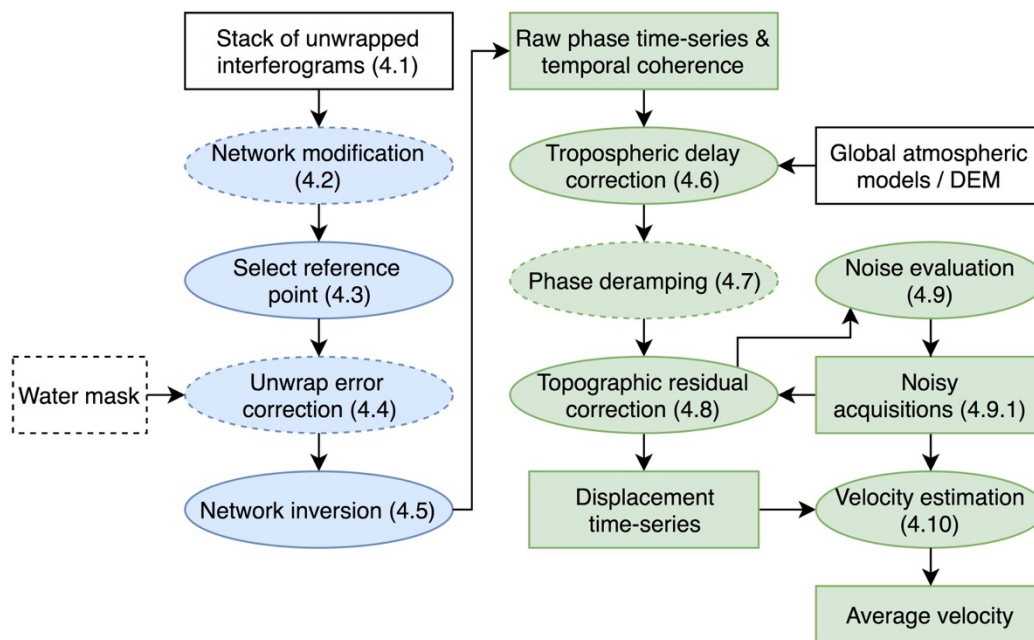 Stack of unwrapped
interferograms (4.1)
Network modification
(4.2)
Select reference
point (4.3)
Water mask
Unwrap error
correction (4.4)
Network inversion (4.5)
Raw phase time-series &
temporal coherence
Tropospheric delay
correction (4.6)
Global atmospheric
models / DEM
Phase deramping (4.7)
Noise evaluation
(4.9)
Topographic residual
correction (4.8)
Noisy
acquisitions (4.9.1)
Displacement
time-series
Velocity estimation
(4.10)
Average velocity